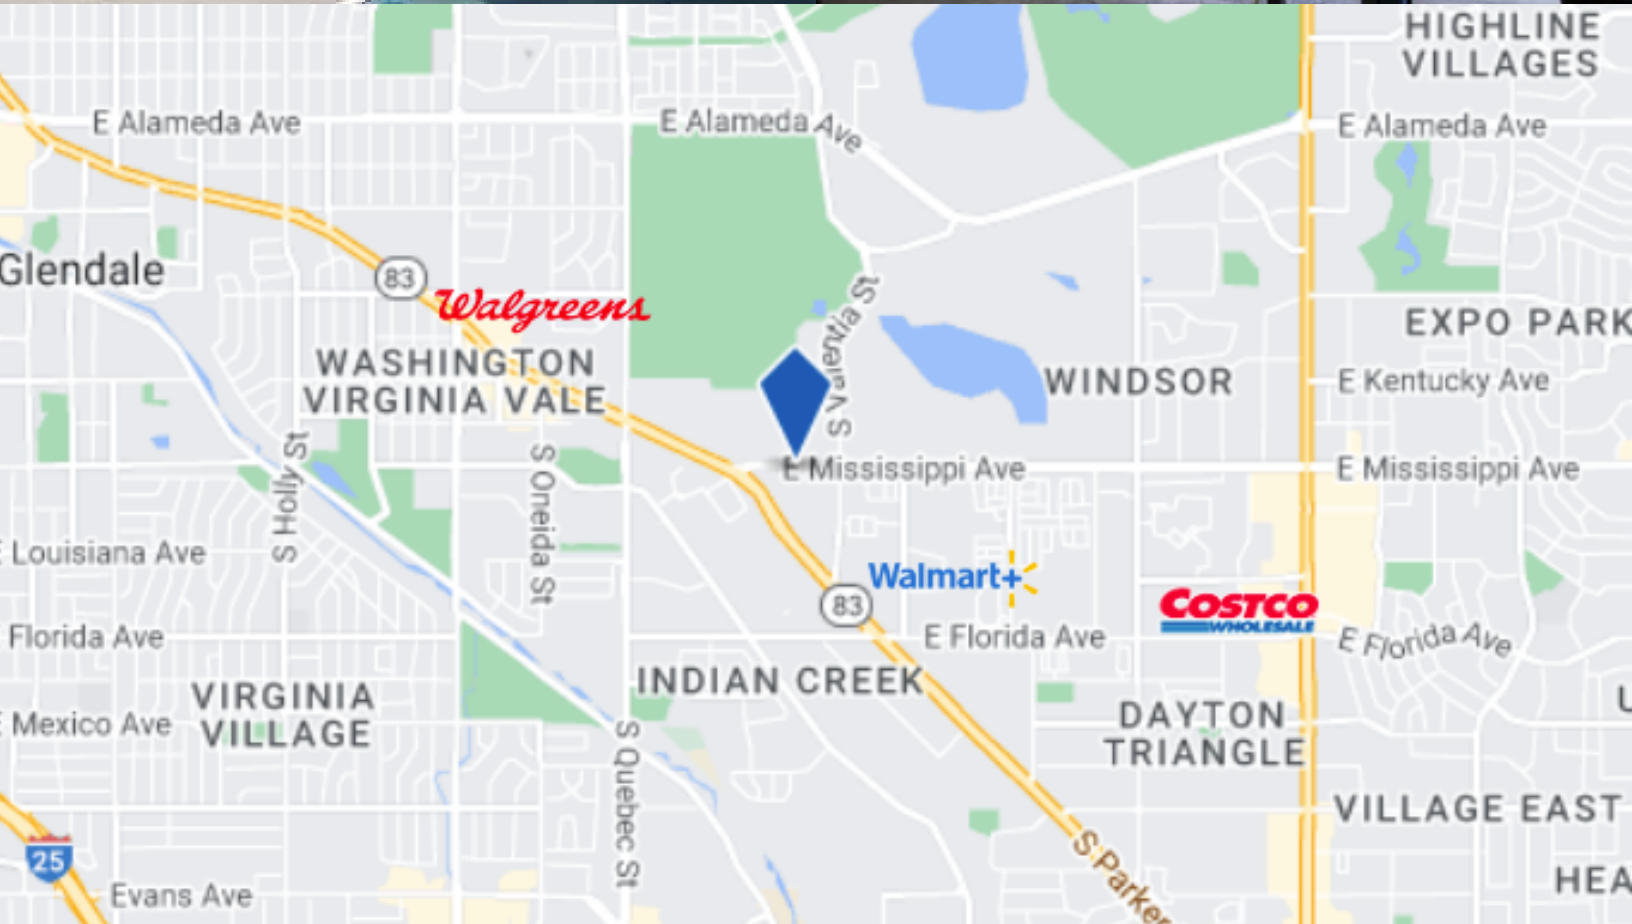 HIGHLINE
VILLAGES
E Alameda Ave
E Alameda Ave
E Alameda Ave
Glendale
83
Walgreens
S Valentia St
EXPO PARK
WASHINGTON
VIRGINIA VALE
WINDSOR
E Kentucky Ave
E Mississippi Ave
E Mississippi Ave
S Holly St
S Oneida St
E Louisiana Ave
Walmart+
83
COSTCO
WHOLESALE
Florida Ave
E Florida Ave
E Florida Ave
INDIAN CREEK
VIRGINIA
VILLAGE
E Mexico Ave
S Quebec St
DAYTON
TRIANGLE
U
VILLAGE EAST
25
S Parker
HEA
Evans Ave